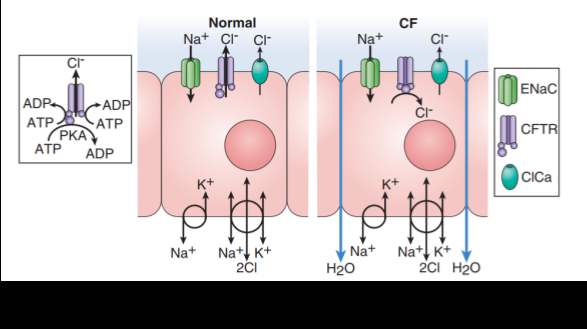 Normal
CF
Na+ Cl- Cl-
Na+ Cl-
Cl-
ADP ADP
ATP ATP
PKA
ATP ADP
Cl-
ENaC
CFTR
ClCa
K+
K+
Na+ Na+ K+
2Cl
Na+ Na+ K+
H2O 2Cl H2O